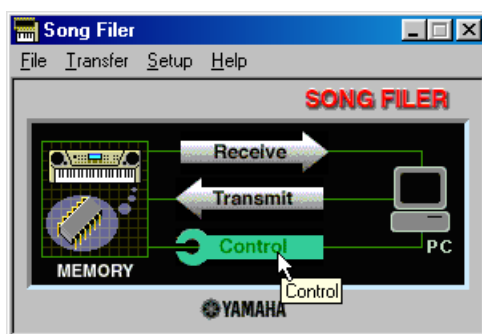 Song Filer
File Transfer Setup Help
SONG FILER
Receive
Transmit
Control
PC
MEMORY
Control
YAMAHA